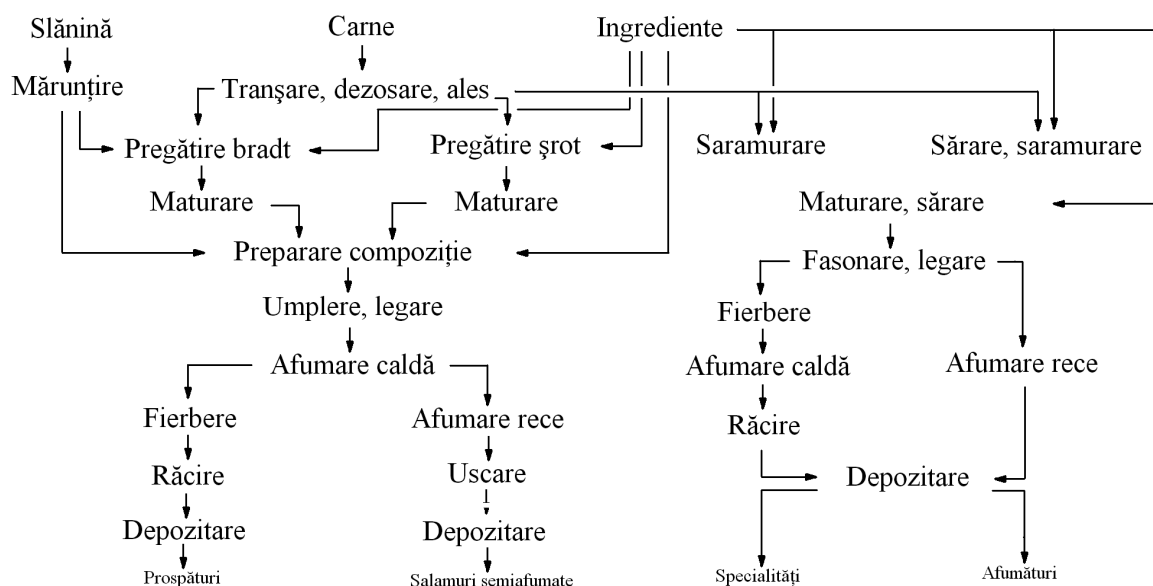 Slănină
Carne
Ingrediente
Mărunțire
Tranşare, dezosare, ales
Pregătire bradt
Pregătire şrot
Saramurare
Sărare, saramurare
Maturare
Maturare
Maturare, sărare
Preparare compoziție
Fasonare, legare
Umplere, legare
Fierbere
Afumare caldă
Afumare caldă
Afumare rece
Fierbere
Afumare rece
Răcire
Răcire
Uscare
Depozitare
Depozitare
Depozitare
Prospături
Salamuri semiafumate
Specialități
Afumături